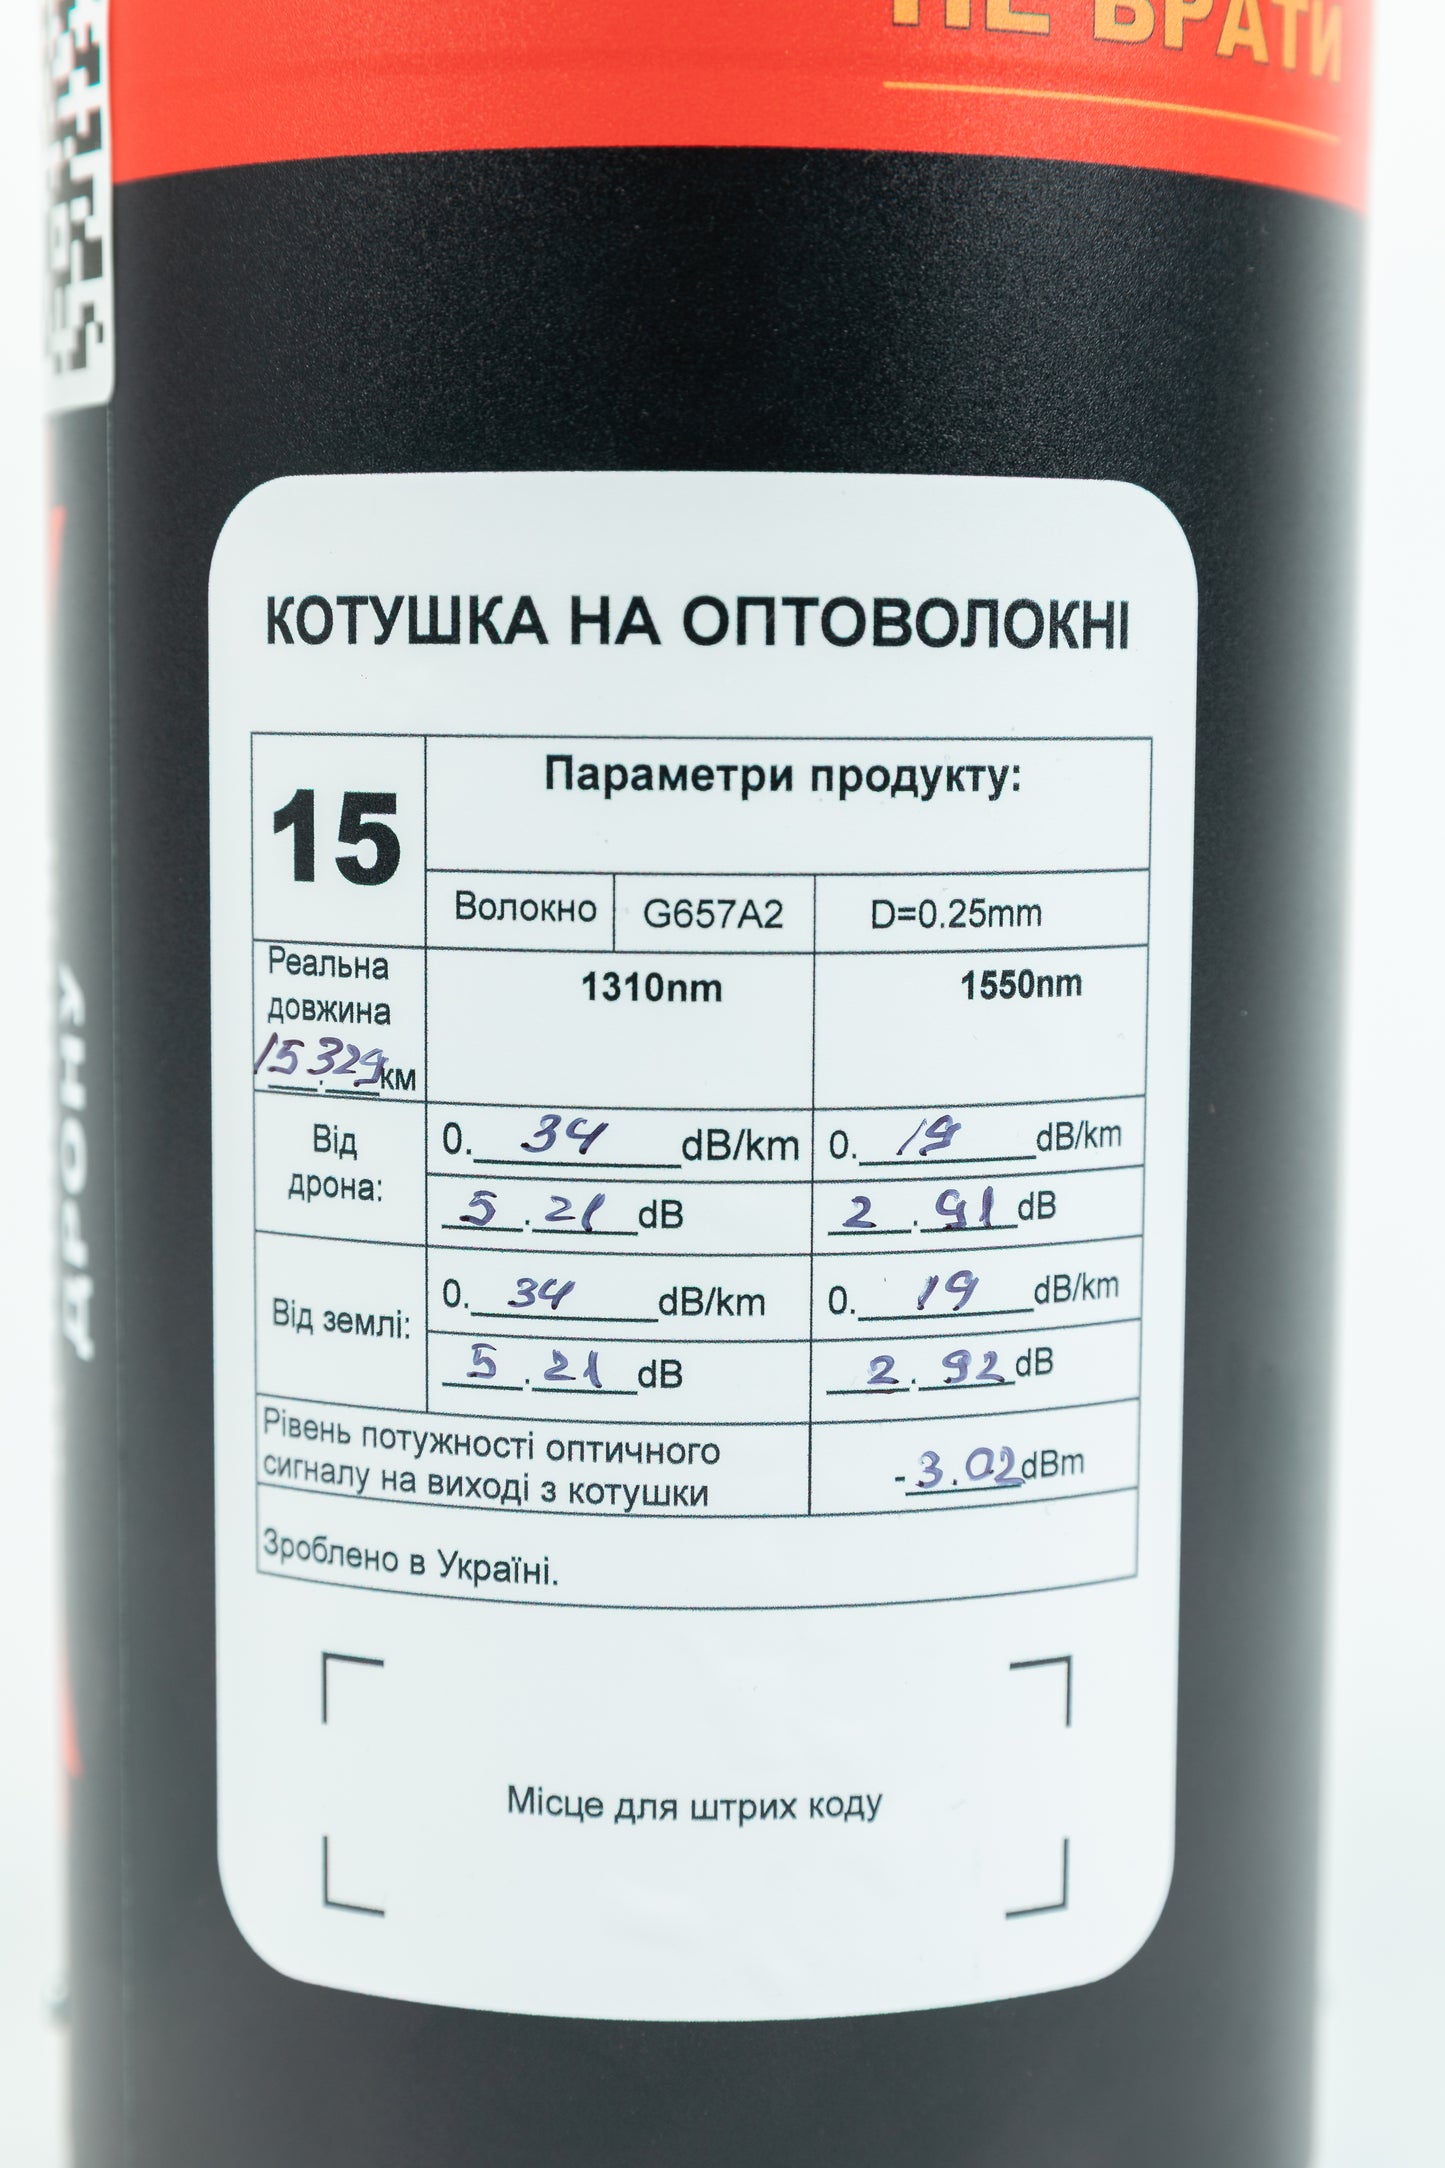 НЕ БРАТИ
КОТУШКА НА ОПТОВОЛОКНІ
15
Параметри продукту:
Волокно G657A2 D=0.25mm
Реальна
довжина
15.329км
1310nm 1550nm
Від
дрона:
0.34dB/km 0.19dB/km
5.21dB 2.91dB
Від землі:
0.34dB/km 0.19dB/km
5.21dB 2.92dB
Рівень потужності оптичного
сигналу на виході з котушки
-3.02dBm
Зроблено в Україні.
Місце для штрих коду